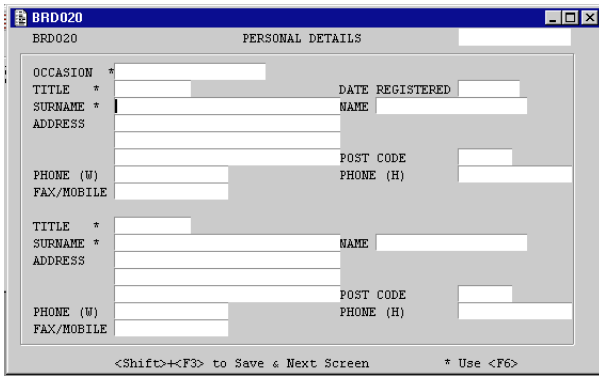 BRD020
BRD020 PERSONAL DETAILS
OCCASION *
TITLE * DATE REGISTERED
SURNAME * NAME
ADDRESS
POST CODE
PHONE (W) PHONE (H)
FAX/MOBILE
TITLE *
SURNAME * NAME
ADDRESS
POST CODE
PHONE (W) PHONE (H)
FAX/MOBILE
<Shift>+<F3> to Save & Next Screen * Use <F6>